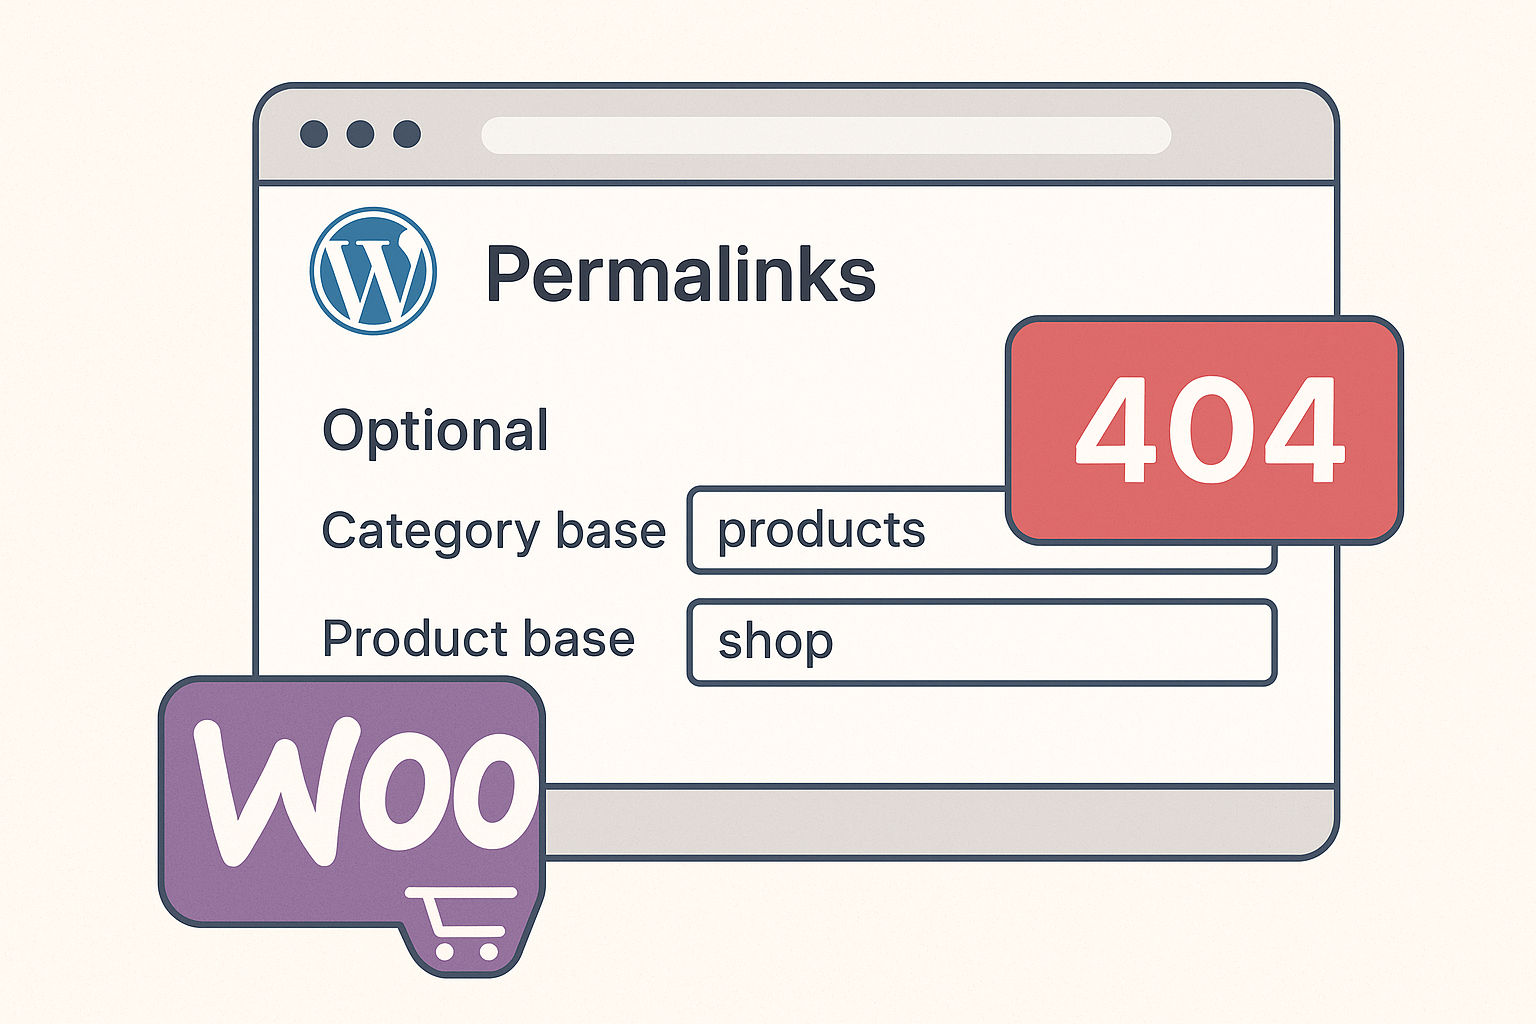 Permalinks
404
Optional
Category base products
Product base shop
Woo